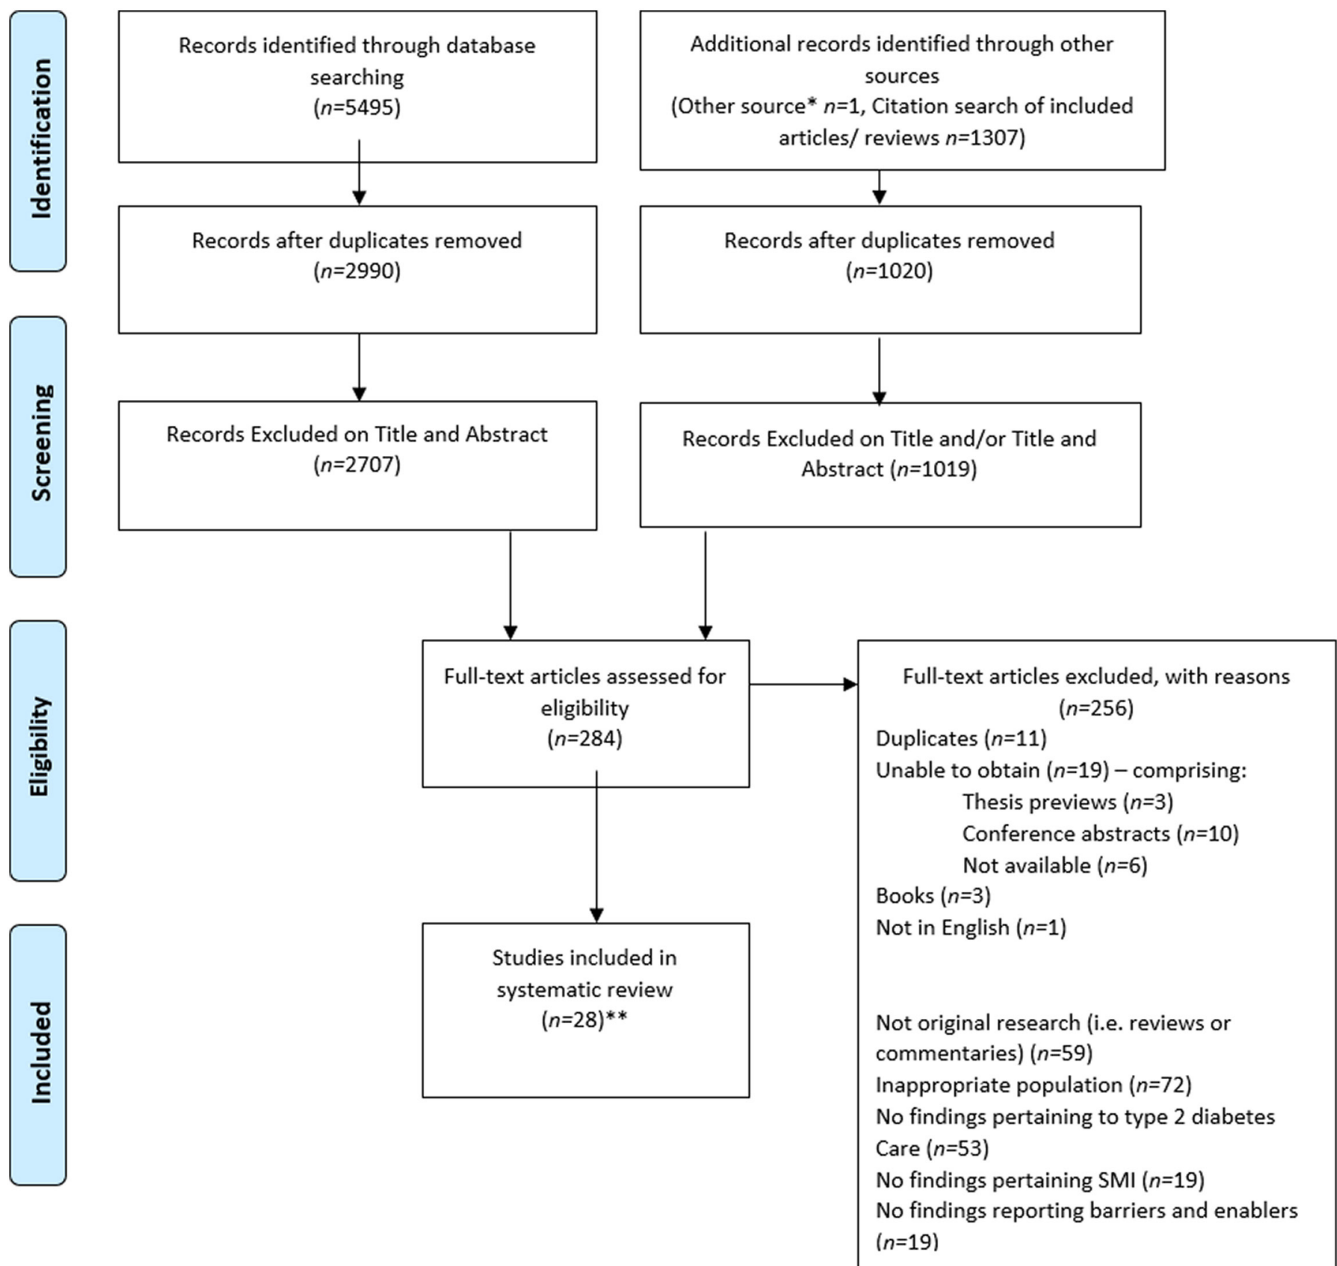 Identification
Records identified through database
searching
(n=5495)
Additional records identified through other
sources
(Other source* n=1, Citation search of included
articles/ reviews n=1307)
Records after duplicates removed
(n=2990)
Records after duplicates removed
(n=1020)
Screening
Records Excluded on Title and Abstract
(n=2707)
Records Excluded on Title and/or Title and
Abstract (n=1019)
Eligibility
Full-text articles assessed for
eligibility
(n=284)
Full-text articles excluded, with reasons
(n=256)
Duplicates (n=11)
Unable to obtain (n=19) – comprising:
Thesis previews (n=3)
Conference abstracts (n=10)
Not available (n=6)
Books (n=3)
Not in English (n=1)
Not original research (i.e. reviews or
commentaries) (n=59)
Inappropriate population (n=72)
No findings pertaining to type 2 diabetes
Care (n=53)
No findings pertaining SMI (n=19)
No findings reporting barriers and enablers
(n=19)
Included
Studies included in
systematic review
(n=28)**